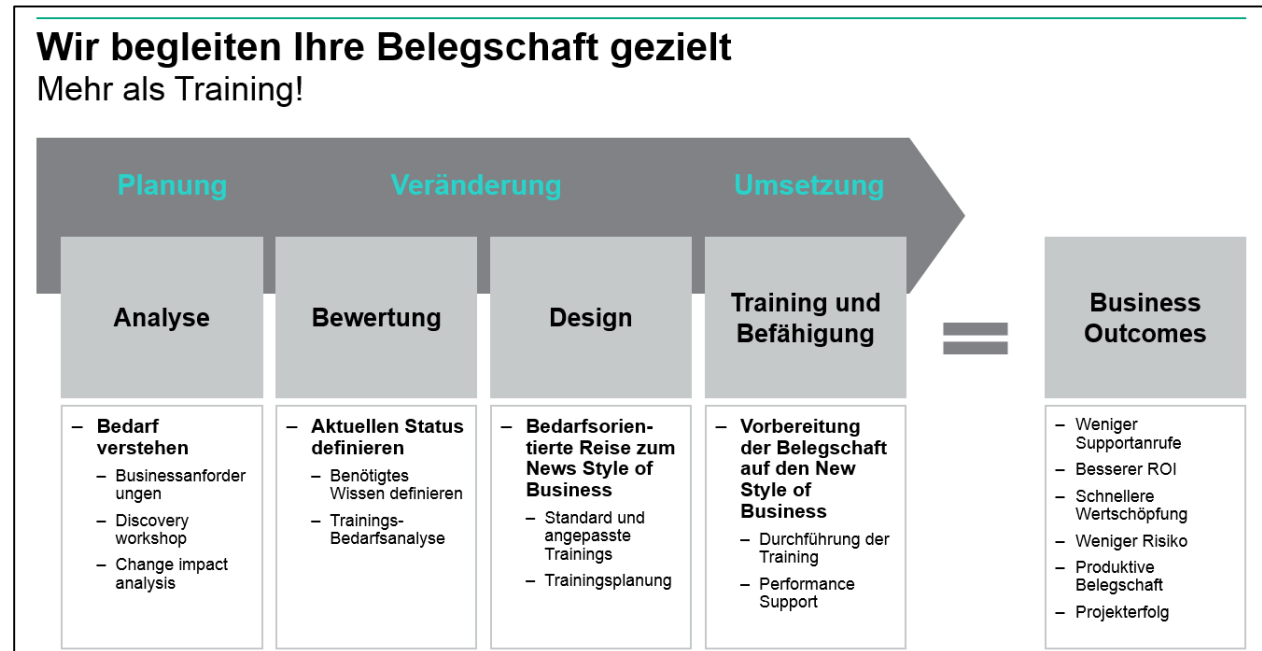 Wir begleiten Ihre Belegschaft gezielt
Mehr als Training!
Planung
Veränderung
Umsetzung
Analyse
Bewertung
Design
Training und
Befähigung
=
Business
Outcomes
– Bedarf
verstehen
– Businessanforder
ungen
– Discovery
workshop
– Change impact
analysis
– Aktuellen Status
definieren
– Benötigtes
Wissen definieren
– Trainings-
Bedarfsanalyse
– Bedarfsorien-
tierte Reise zum
News Style of
Business
– Standard und
angepasste
Trainings
– Trainingsplanung
– Vorbereitung
der Belegschaft
auf den New
Style of
Business
– Durchführung der
Training
– Performance
Support
– Weniger
Supportanrufe
– Besserer ROI
– Schnellere
Wertschöpfung
– Weniger Risiko
– Produktive
Belegschaft
– Projekterfolg